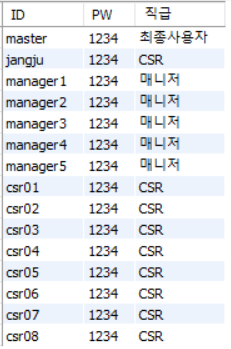 ID PW 직급
master 1234 최종사용자
jangju 1234 CSR
manager1 1234 매니저
manager2 1234 매니저
manager3 1234 매니저
manager4 1234 매니저
manager5 1234 매니저
csr01 1234 CSR
csr02 1234 CSR
csr03 1234 CSR
csr04 1234 CSR
csr05 1234 CSR
csr06 1234 CSR
csr07 1234 CSR
csr08 1234 CSR